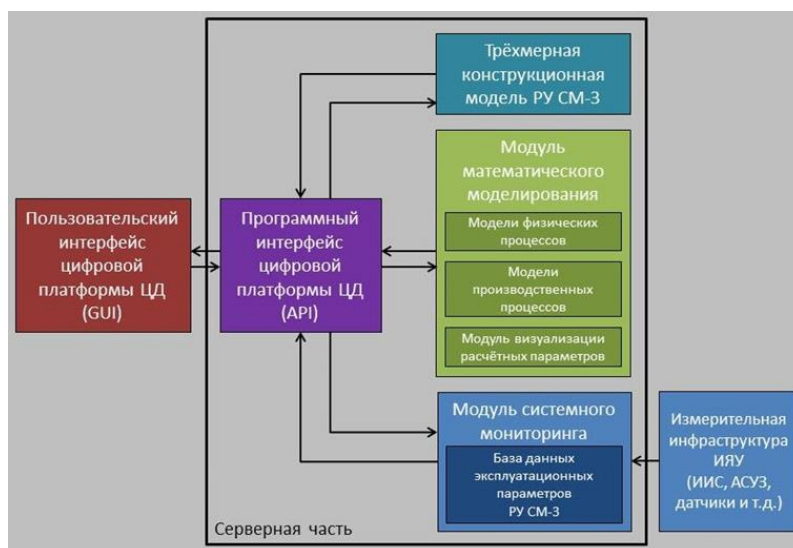 Трёхмерная
конструкционная
модель РУ СМ-3
Модуль
математического
моделирования
Модели физических
процессов
Модели
производственных
процессов
Модуль визуализации
расчётных параметров
Пользовательский
интерфейс
цифровой
платформы ЦД
(GUI)
Программный
интерфейс
цифровой
платформы ЦД
(API)
Модуль системного
мониторинга
База данных
эксплуатационных
параметров
РУ СМ-3
Измерительная
инфраструктура
ИЯУ
(ИИС, АСУЗ,
датчики и т.д.)
Серверная часть